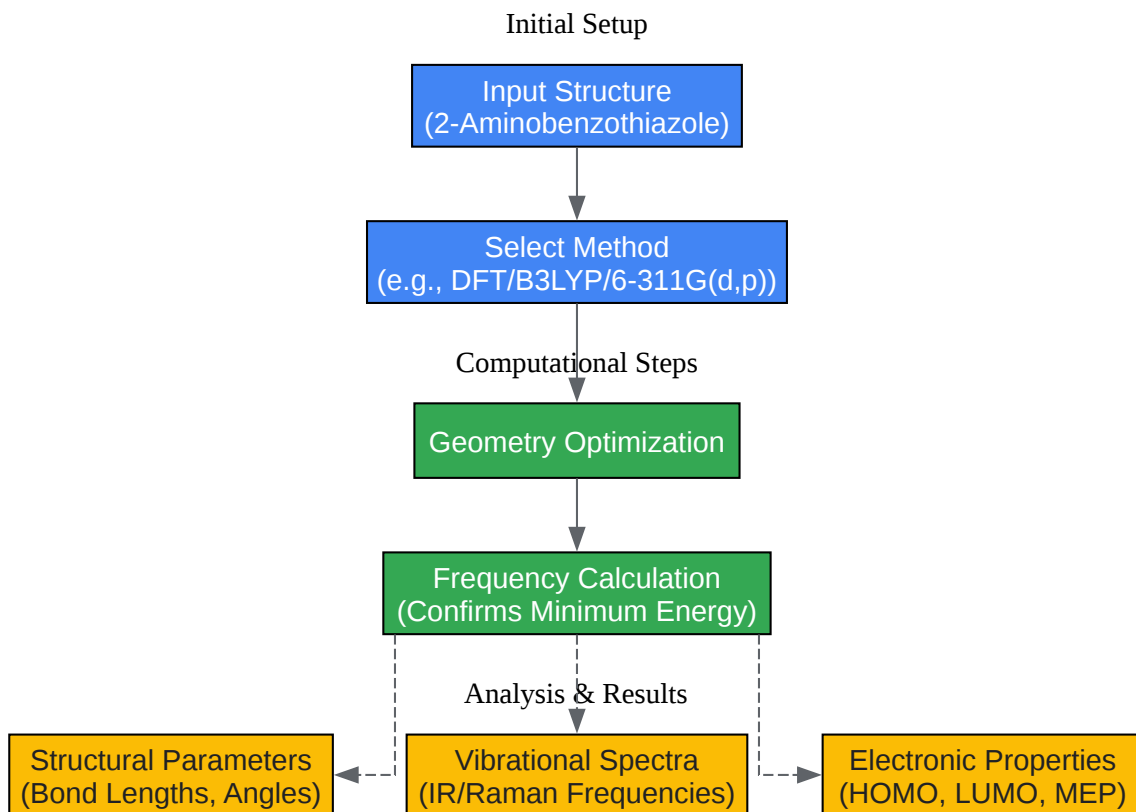 Initial Setup
Input Structure
(2-Aminobenzothiazole)
Select Method
(e.g., DFT/B3LYP/6-311G(d,p))
Computational Steps
Geometry Optimization
Frequency Calculation
(Confirms Minimum Energy)
Analysis & Results
Structural Parameters
(Bond Lengths, Angles)
Vibrational Spectra
(IR/Raman Frequencies)
Electronic Properties
(HOMO, LUMO, MEP)